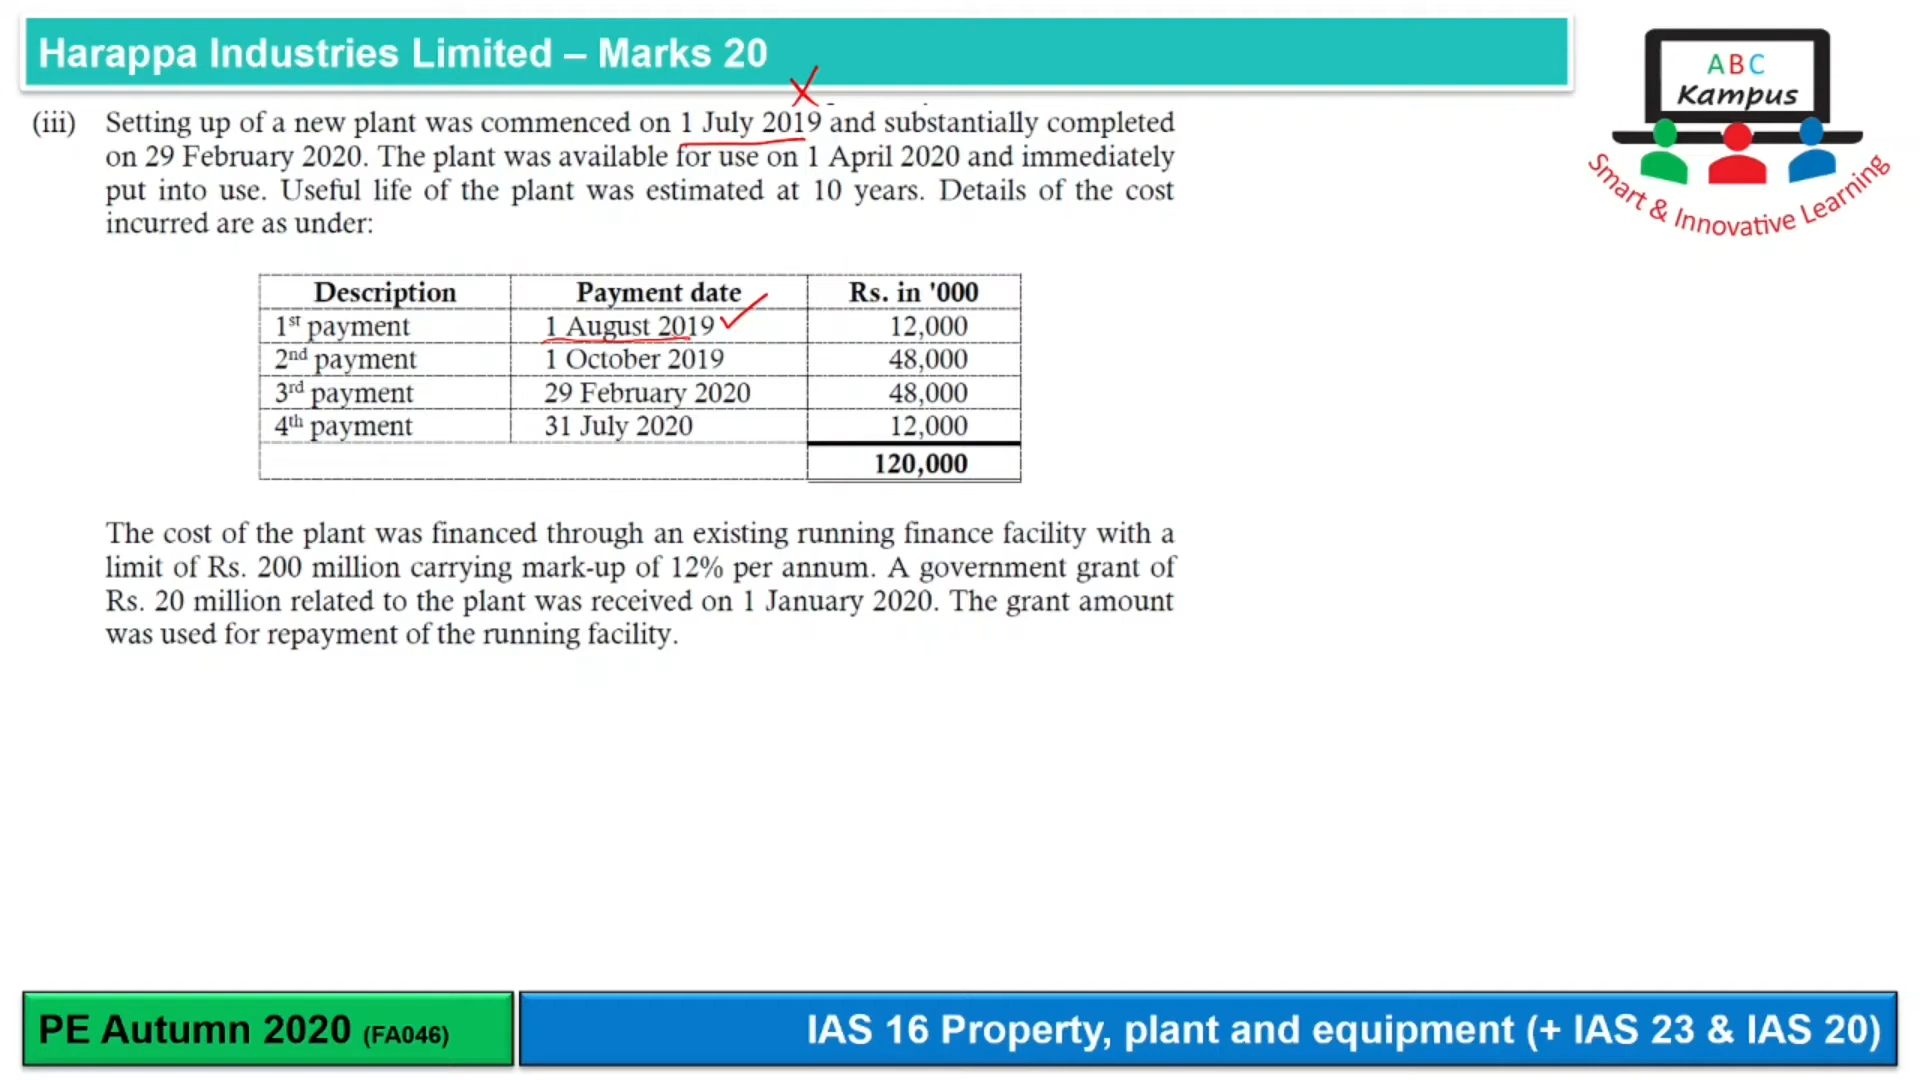 Harappa Industries Limited – Marks 20
ABC
Kampus
Smart & Innovative Learning
(iii) Setting up of a new plant was commenced on 1 July 2019 and substantially completed
on 29 February 2020. The plant was available for use on 1 April 2020 and immediately
put into use. Useful life of the plant was estimated at 10 years. Details of the cost
incurred are as under:
Description Payment date Rs. in '000
1st payment 1 August 2019 12,000
2nd payment 1 October 2019 48,000
3rd payment 29 February 2020 48,000
4th payment 31 July 2020 12,000
120,000
The cost of the plant was financed through an existing running finance facility with a
limit of Rs. 200 million carrying mark-up of 12% per annum. A government grant of
Rs. 20 million related to the plant was received on 1 January 2020. The grant amount
was used for repayment of the running facility.
PE Autumn 2020 (FA046)
IAS 16 Property, plant and equipment (+ IAS 23 & IAS 20)